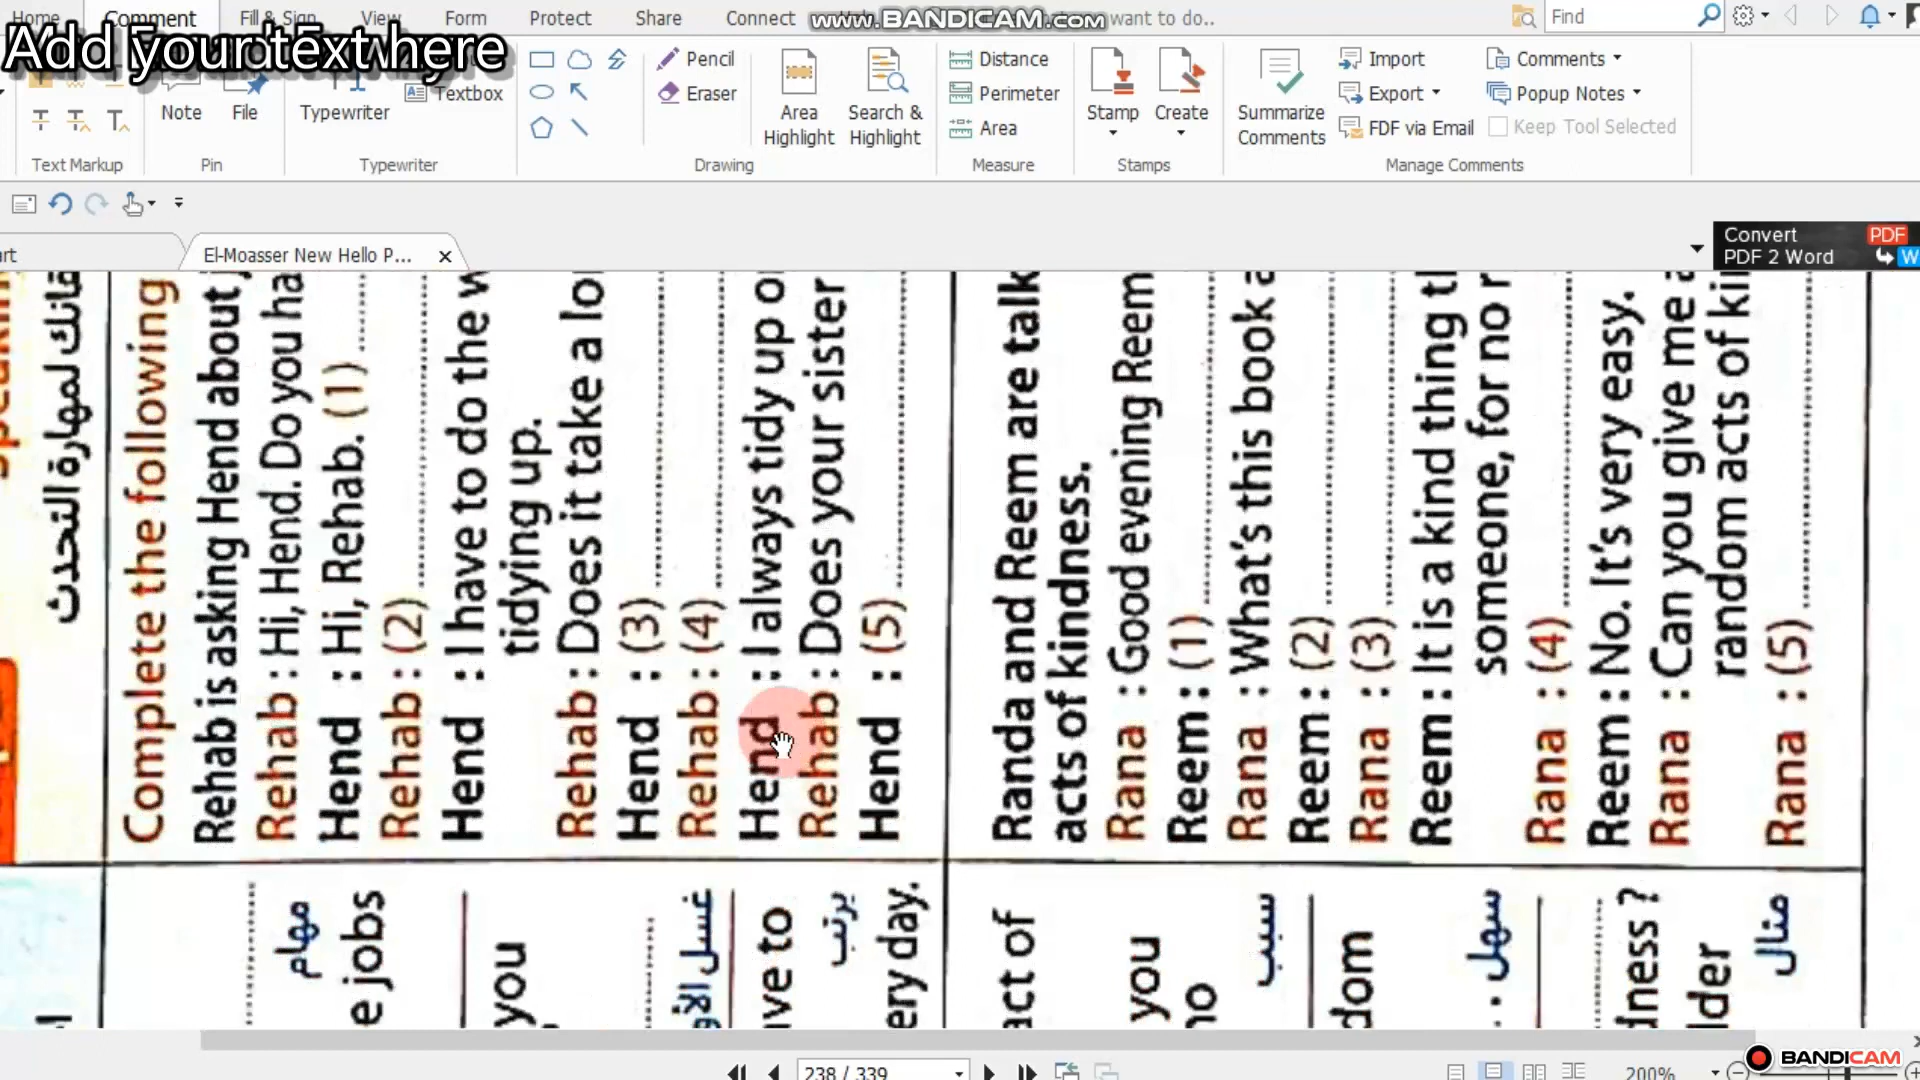 Home Comment Fill & Sign View Form Protect Share Connect www.BANDICAM.com want to do.. Find
Add your text here
Note File Typewriter Textbox
Pencil Eraser
Area Highlight
Search & Highlight
Distance
Perimeter
Area
Stamp Create
Summarize Comments
Import
Export
FDF via Email
Comments
Popup Notes
Keep Tool Selected
Text Markup Pin Typewriter Drawing Measure Stamps Manage Comments
El-Moasser New Hello P...
Convert PDF
PDF 2 Word W
لمهارة التحدث
Complete the following
Rehab is asking Hend about
Rehab : Hi, Hend. Do you ha
Hend : Hi, Rehab. (1)
Rehab : (2)
Hend : I have to do the w
tidying up.
Rehab : Does it take a lo
Hend : (3)
Rehab : (4)
Hend : I always tidy up o
Rehab : Does your sister
Hend : (5)
Randa and Reem are talk
acts of kindness.
Rana : Good evening Reem
Reem : (1)
Rana : What's this book a
Reem : (2)
Rana : (3)
Reem : It is a kind thing t
someone, for no r
Rana : (4)
Reem : No. It's very easy.
Rana : Can you give me a
random acts of ki
Rana : (5)
مهام
e jobs
you
ave to
يرتب
ery day.
act of
you
no
سبب
dom
سهل
dness ?
lder
مثال
238 / 339
200%
BANDICAM